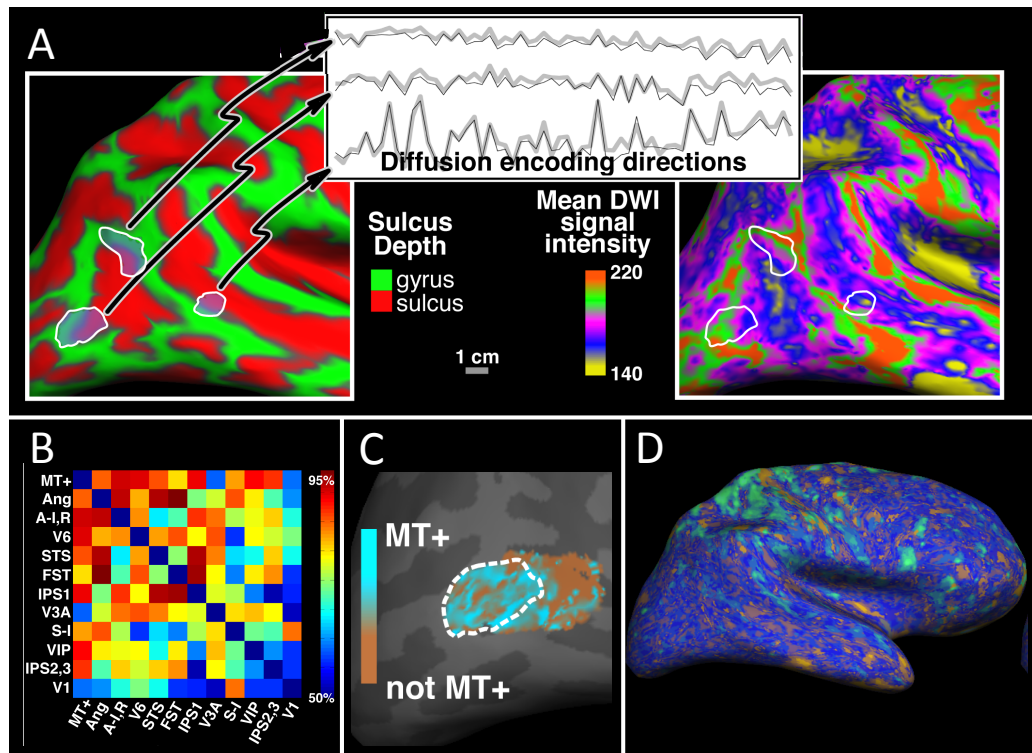 A
Diffusion encoding directions
Sulcus
Depth
gyrus
sulcus
1 cm
Mean DWI
signal
intensity
220
140
B
MT+
Ang
A-I,R
V6
STS
FST
IPS1
V3A
S-I
VIP
IPS2,3
V1
95%
50%
MT+
Ang
A-I,R
V6
STS
FST
IPS1
V3A
S-I
VIP
IPS2,3
V1
C
MT+
not MT+
D